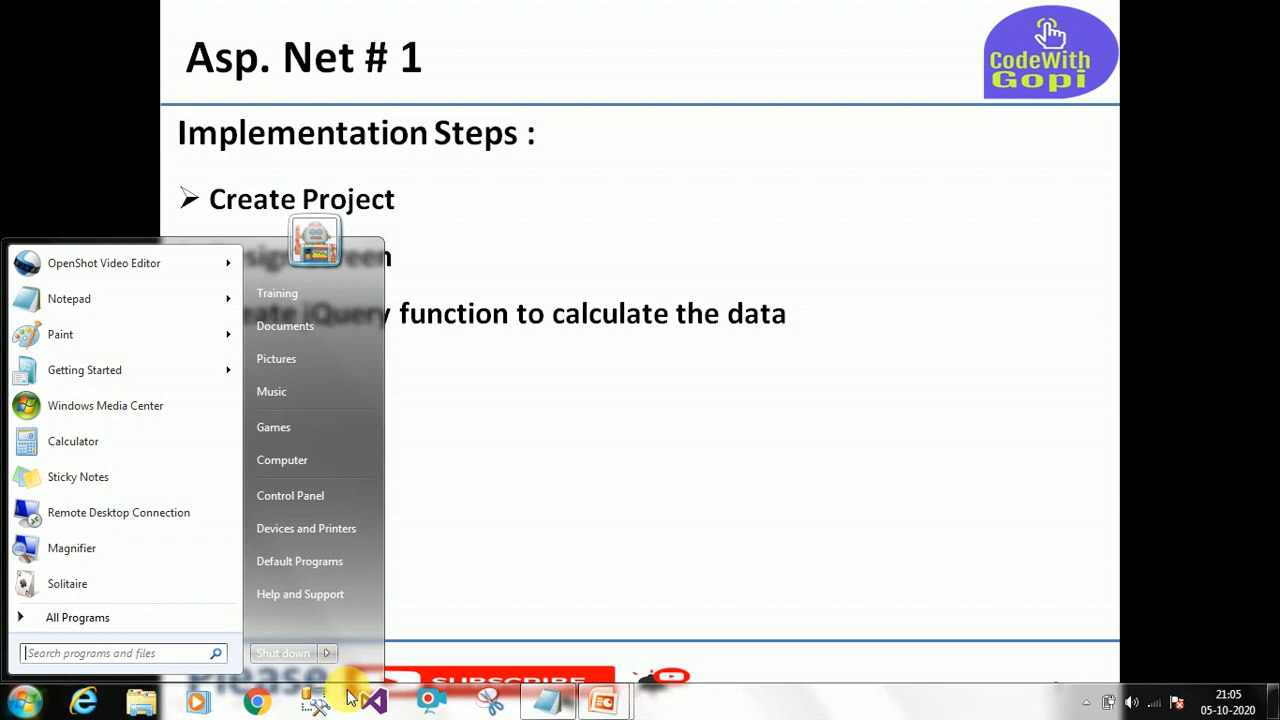 Asp. Net # 1
CodeWith
Gopi
Implementation Steps :
Create Project
jQuery function to calculate the data
OpenShot Video Editor
Notepad
Paint
Getting Started
Windows Media Center
Calculator
Sticky Notes
Remote Desktop Connection
Magnifier
Solitaire
All Programs
Search programs and files
Training
Documents
Pictures
Music
Games
Computer
Control Panel
Devices and Printers
Default Programs
Help and Support
Shut down
Please
SUBSCRIBE
21:05
05-10-2020